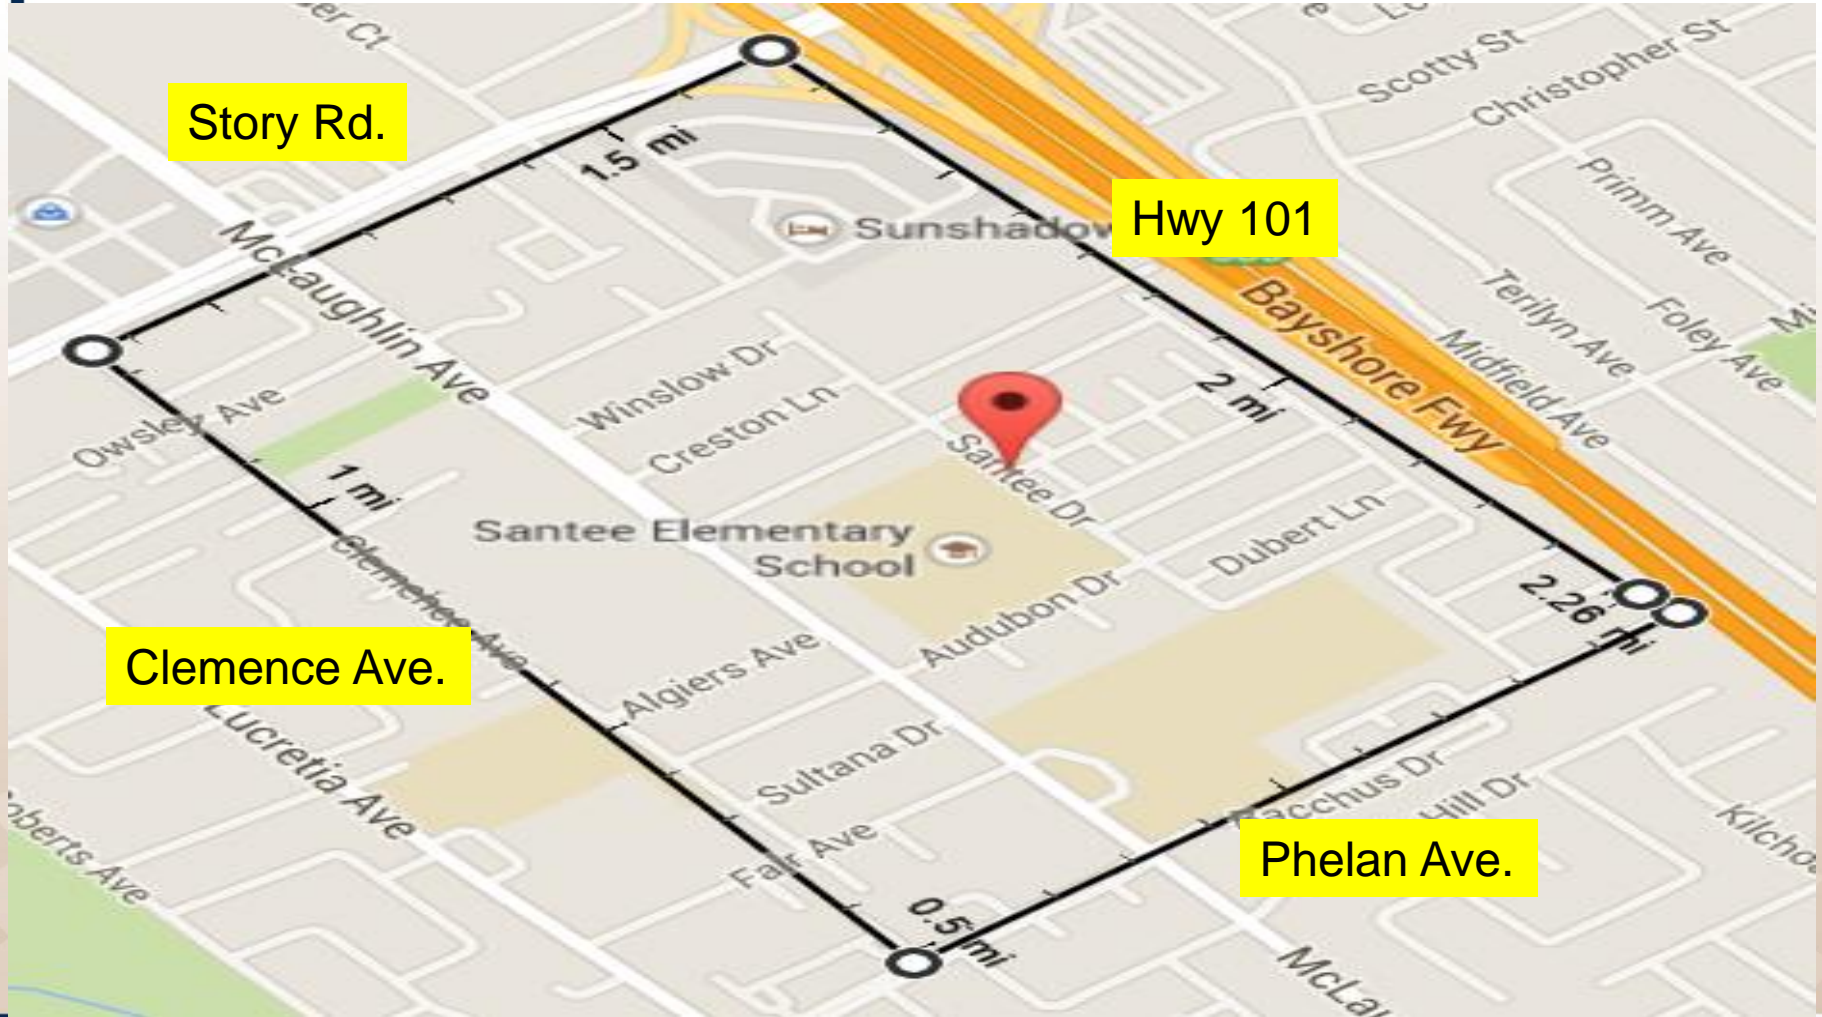 Scotty St
Christopher St
Story Rd.
1.5 mi
Primm Ave
Hwy 101
Sunshadow
McLaughlin Ave
Bayshore Fwy
Terilyn Ave
Foley Ave
Midfield Ave
Winslow Dr
Creston Ln
2 mi
Owsley Ave
1 mi
Santee Dr
Santee Elementary
School
Dubert Ln
Clemence Ave
Audubon Dr
2.26 mi
Clemence Ave.
Algiers Ave
Lucretia Ave
Sultana Dr
Bacchus Dr
Hill Dr
Fair Ave
Phelan Ave.
0.5 mi